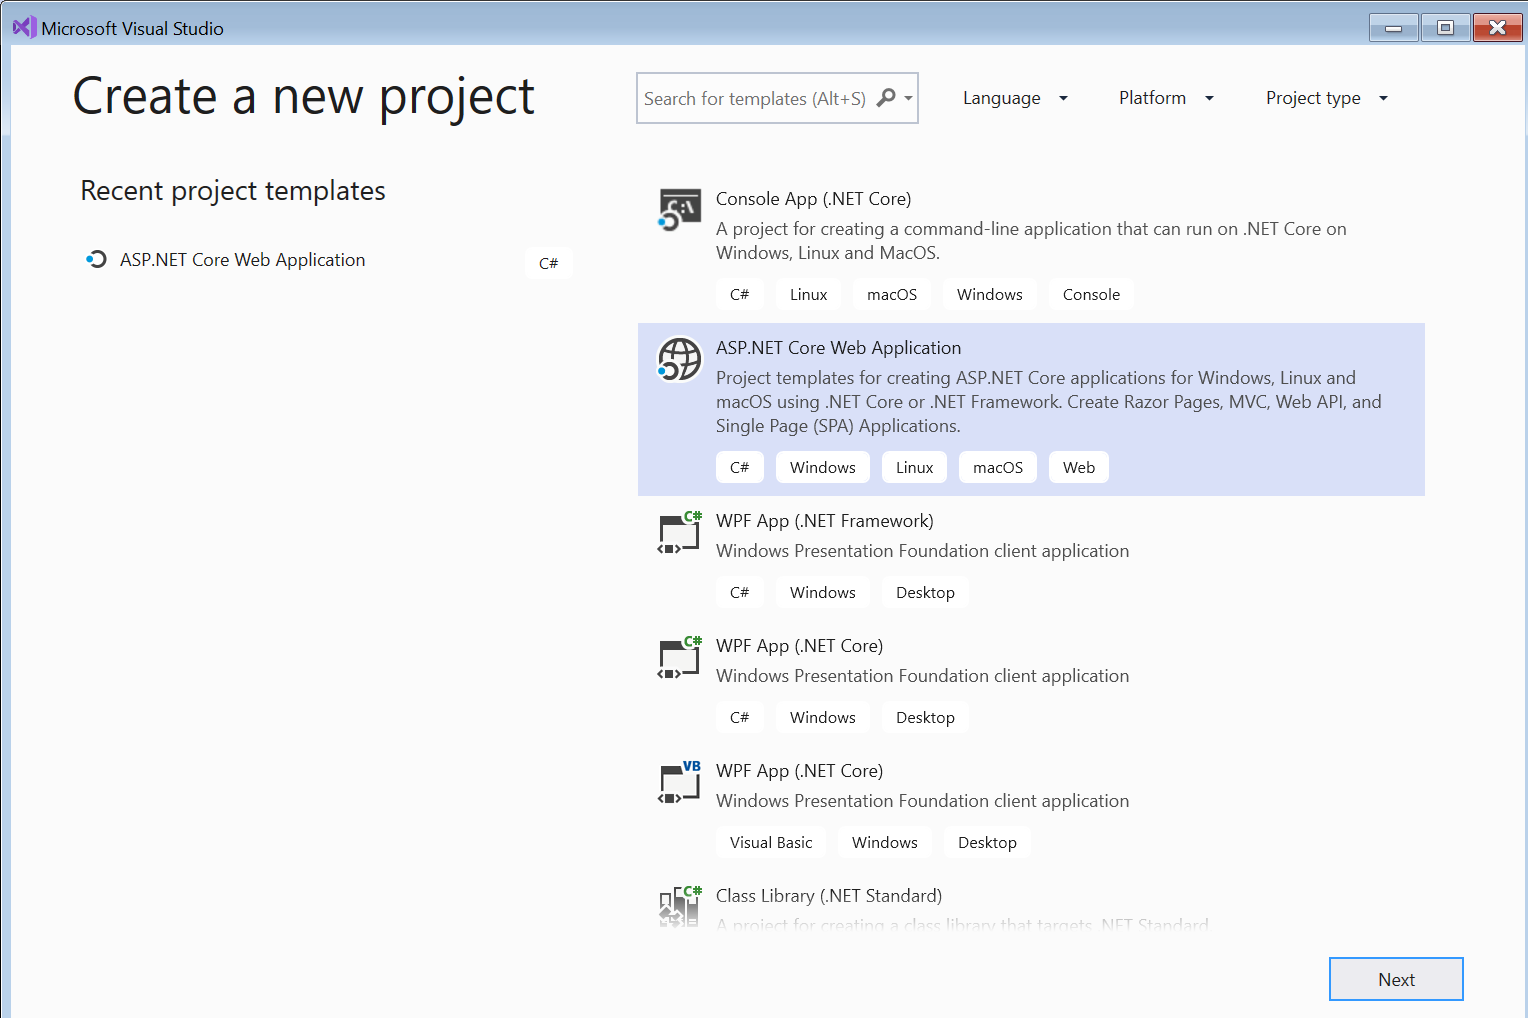 Microsoft Visual Studio
Create a new project
Search for templates (Alt+S)
Language
Platform
Project type
Recent project templates
ASP.NET Core Web Application
C#
Console App (.NET Core)
A project for creating a command-line application that can run on .NET Core on
Windows, Linux and MacOS.
C# Linux macOS Windows Console
ASP.NET Core Web Application
Project templates for creating ASP.NET Core applications for Windows, Linux and
macOS using .NET Core or .NET Framework. Create Razor Pages, MVC, Web API, and
Single Page (SPA) Applications.
C# Windows Linux macOS Web
C#
WPF App (.NET Framework)
Windows Presentation Foundation client application
C# Windows Desktop
C#
WPF App (.NET Core)
Windows Presentation Foundation client application
C# Windows Desktop
VB
WPF App (.NET Core)
Windows Presentation Foundation client application
Visual Basic Windows Desktop
C#
Class Library (.NET Standard)
A project for creating a class library that targets .NET Standard
Next